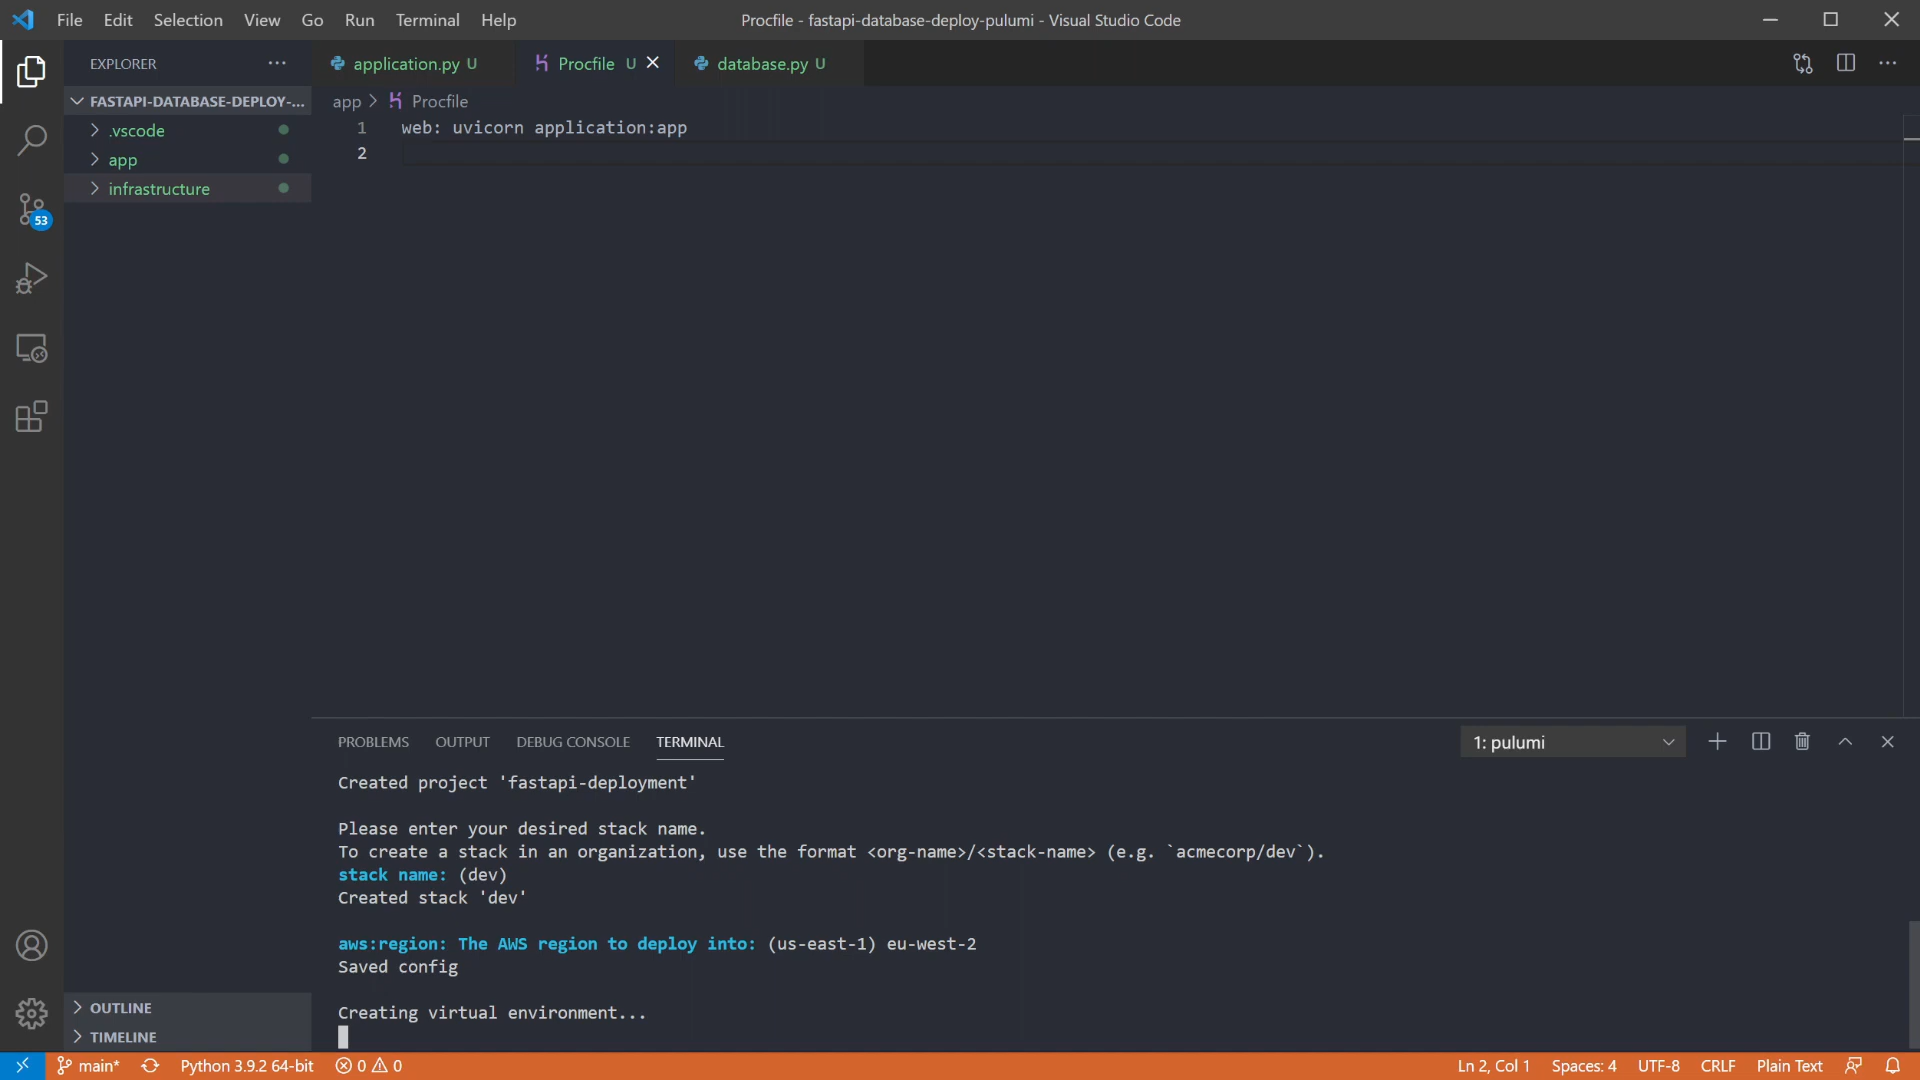 File Edit Selection View Go Run Terminal Help
Procfile - fastapi-database-deploy-pulumi - Visual Studio Code
EXPLORER
application.py U
Procfile U
database.py U
FASTAPI-DATABASE-DEPLOY-...
.vscode
app
infrastructure
53
app > Procfile
1 web: uvicorn application:app
2
PROBLEMS OUTPUT DEBUG CONSOLE TERMINAL
1: pulumi
Created project 'fastapi-deployment'
Please enter your desired stack name.
To create a stack in an organization, use the format <org-name>/<stack-name> (e.g. `acmecorp/dev`).
stack name: (dev)
Created stack 'dev'
aws:region: The AWS region to deploy into: (us-east-1) eu-west-2
Saved config
Creating virtual environment...
OUTLINE
TIMELINE
main* Python 3.9.2 64-bit 0 0
Ln 2, Col 1 Spaces: 4 UTF-8 CRLF Plain Text